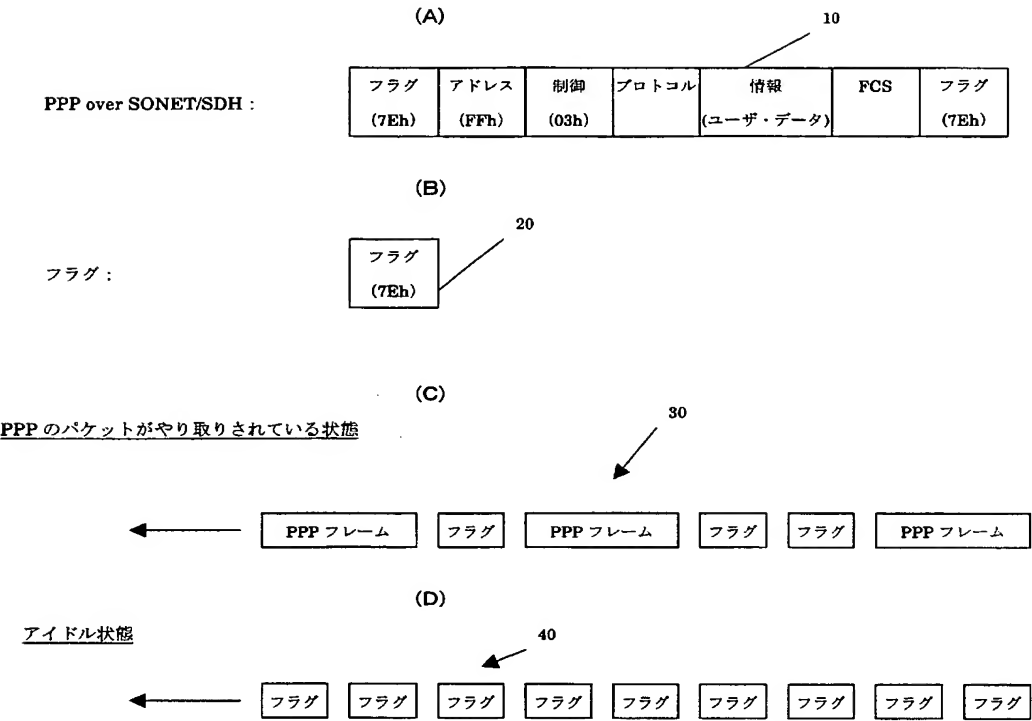 (A)
10
PPP over SONET/SDH :
フラグ アドレス 制御 プロトコル 情報 FCS フラグ
(7Eh) (FFh) (03h) (ユーザ・データ) (7Eh)
(B)
20
フラグ :
フラグ
(7Eh)
(C)
30
PPP のパケットがやり取りされている状態
PPP フレーム フラグ PPP フレーム フラグ フラグ PPP フレーム
(D)
アイドル状態
40
フラグ フラグ フラグ フラグ フラグ フラグ フラグ フラグ フラグ